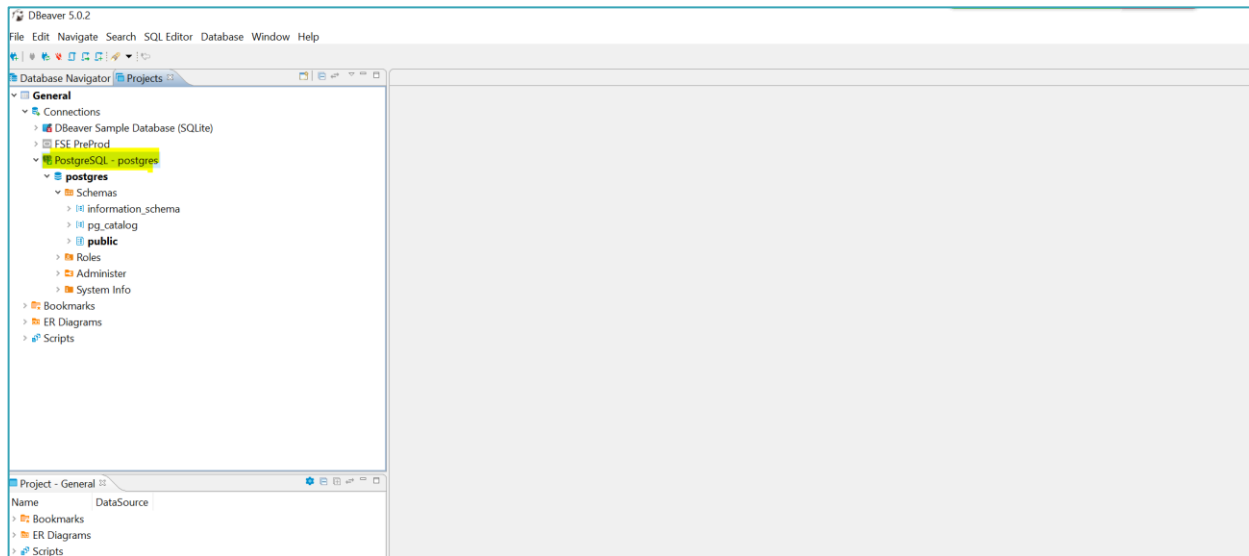 DBeaver 5.0.2
File Edit Navigate Search SQL Editor Database Window Help
Database Navigator Projects
General
Connections
DBeaver Sample Database (SQLite)
FSE PreProd
PostgreSQL - postgres
postgres
Schemas
information_schema
pg_catalog
public
Roles
Administer
System Info
Bookmarks
ER Diagrams
Scripts
Project - General
Name DataSource
Bookmarks
ER Diagrams
Scripts